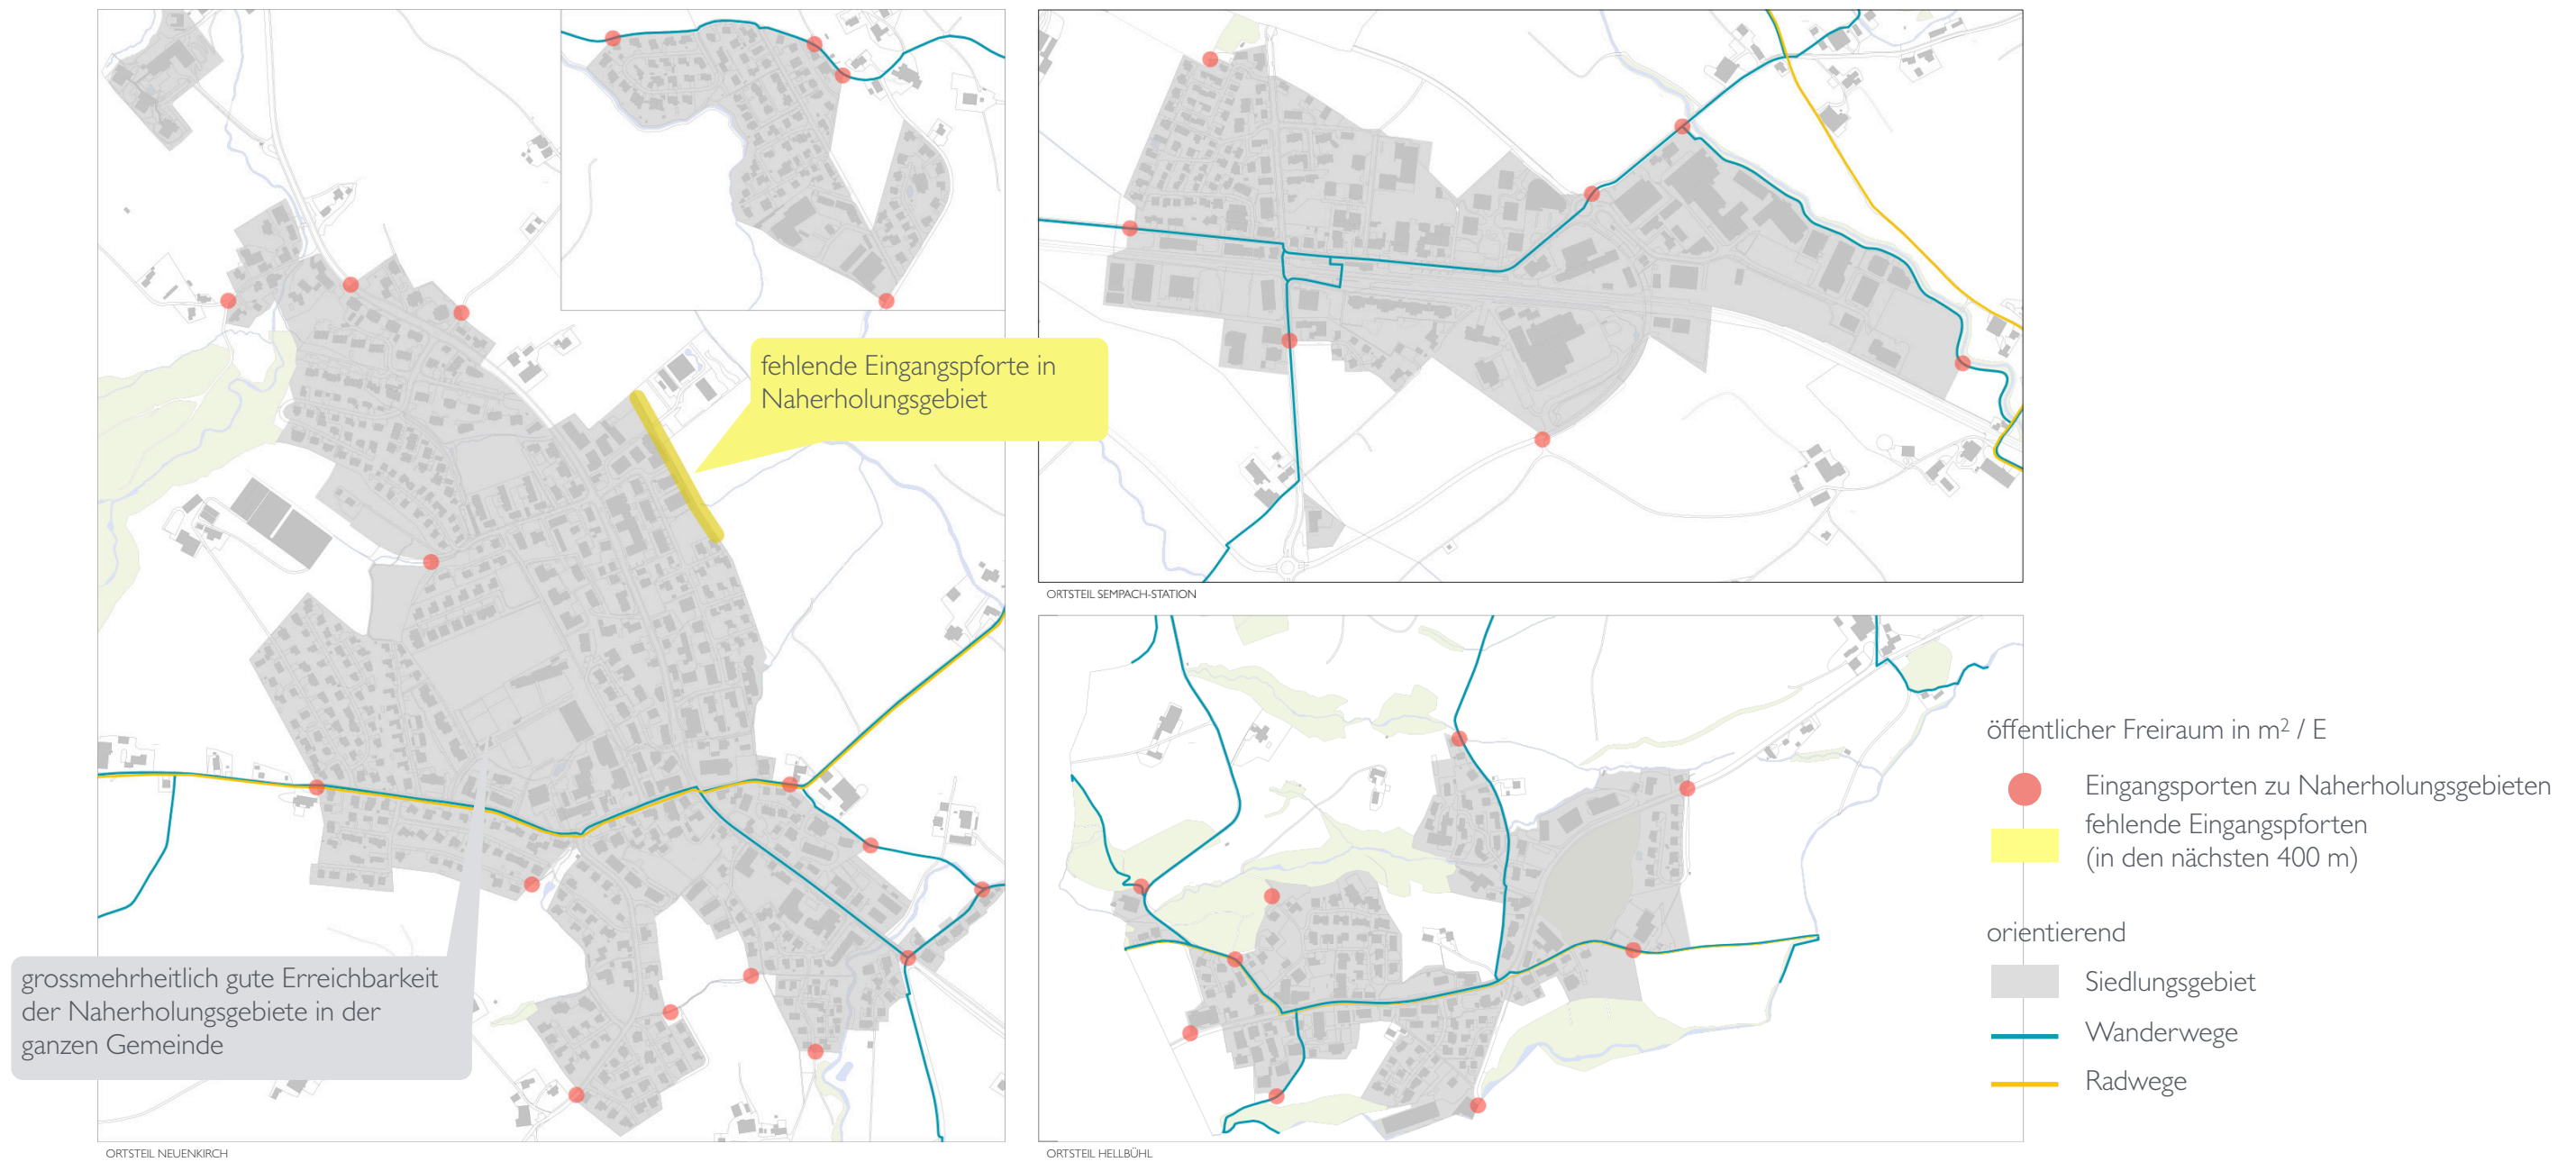 fehlende Eingangspforte in
Naherholungsgebiet
grossmehrheitlich gute Erreichbarkeit
der Naherholungsgebiete in der
ganzen Gemeinde
ORTSTEIL NEUENKIRCH
ORTSTEIL SEMPACH-STATION
ORTSTEIL HELLBÜHL
öffentlicher Freiraum in m² / E
Eingangsporten zu Naherholungsgebieten
fehlende Eingangspforten
(in den nächsten 400 m)
orientierend
Siedlungsgebiet
Wanderwege
Radwege